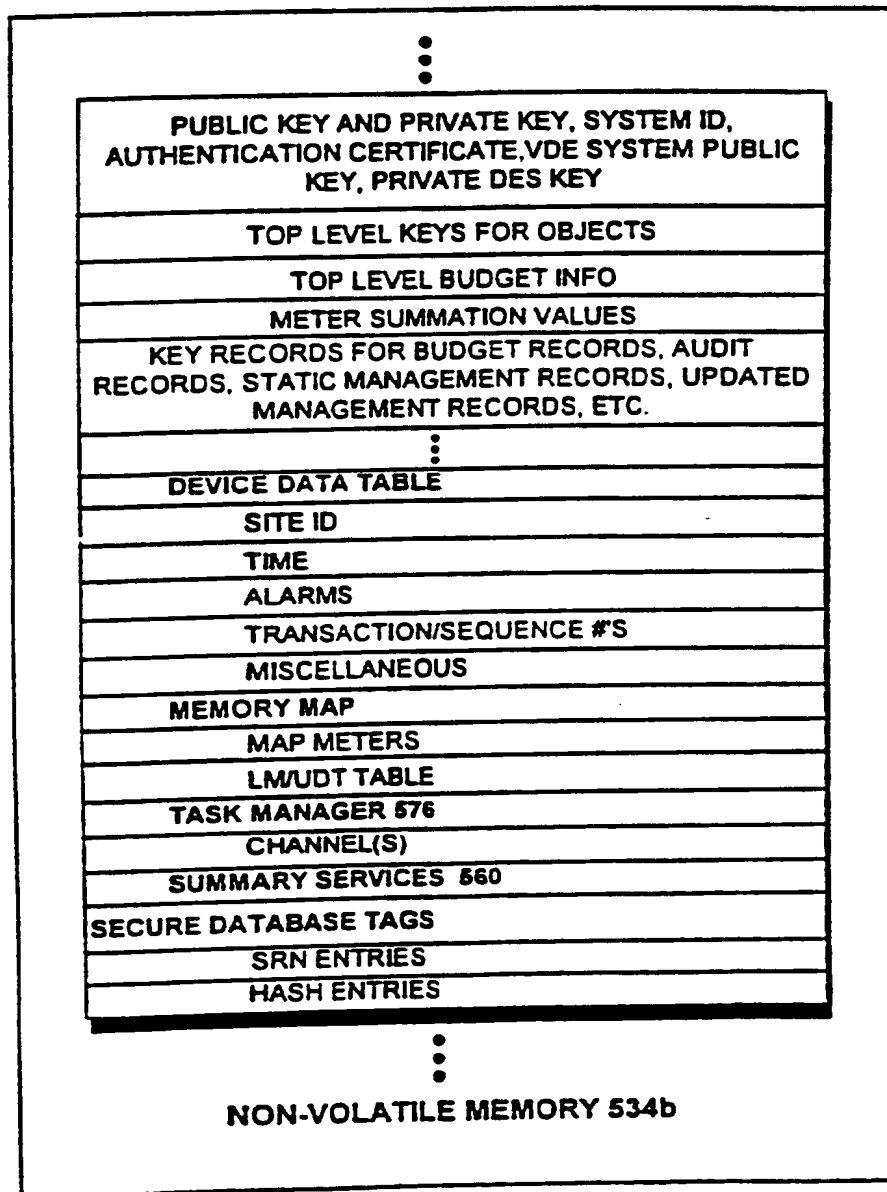 PUBLIC KEY AND PRIVATE KEY, SYSTEM ID,
AUTHENTICATION CERTIFICATE,VDE SYSTEM PUBLIC
KEY, PRIVATE DES KEY
TOP LEVEL KEYS FOR OBJECTS
TOP LEVEL BUDGET INFO
METER SUMMATION VALUES
KEY RECORDS FOR BUDGET RECORDS, AUDIT
RECORDS, STATIC MANAGEMENT RECORDS, UPDATED
MANAGEMENT RECORDS, ETC.
DEVICE DATA TABLE
SITE ID
TIME
ALARMS
TRANSACTION/SEQUENCE #'S
MISCELLANEOUS
MEMORY MAP
MAP METERS
LM/UDT TABLE
TASK MANAGER 576
CHANNEL(S)
SUMMARY SERVICES 560
SECURE DATABASE TAGS
SRN ENTRIES
HASH ENTRIES
NON-VOLATILE MEMORY 534b